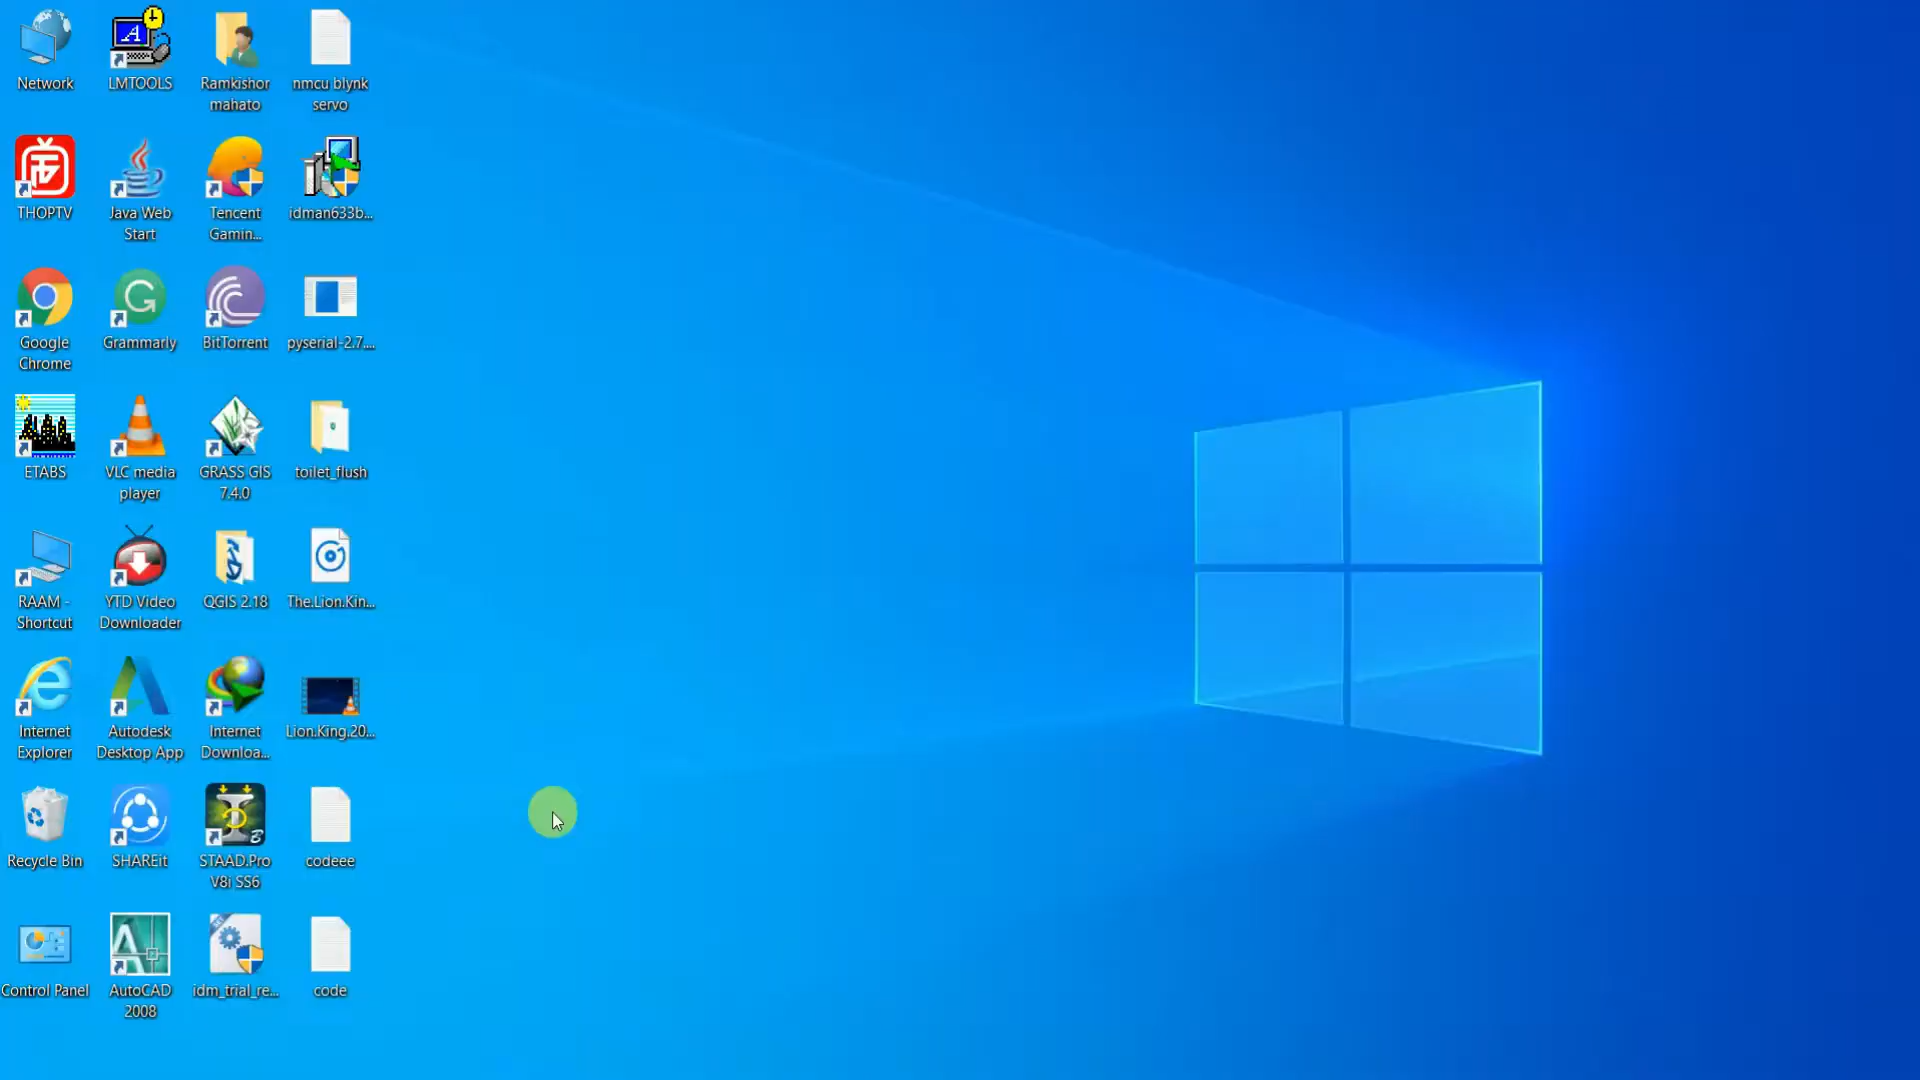 Network
LMTOOLS
Ramkishor
mahato
nmcu blynk
servo
THOPTV
Java Web
Start
Tencent
Gamin...
idman633b...
Google
Chrome
Grammarly
BitTorrent
pyserial-2.7....
ETABS
VLC media
player
GRASS GIS
7.4.0
toilet_flush
RAAM -
Shortcut
YTD Video
Downloader
QGIS 2.18
The.Lion.Kin...
Internet
Explorer
Autodesk
Desktop App
Internet
Downloa...
Lion.King.20...
Recycle Bin
SHAREit
STAAD.Pro
V8i SS6
codeee
Control Panel
AutoCAD
2008
idm_trial_re...
code